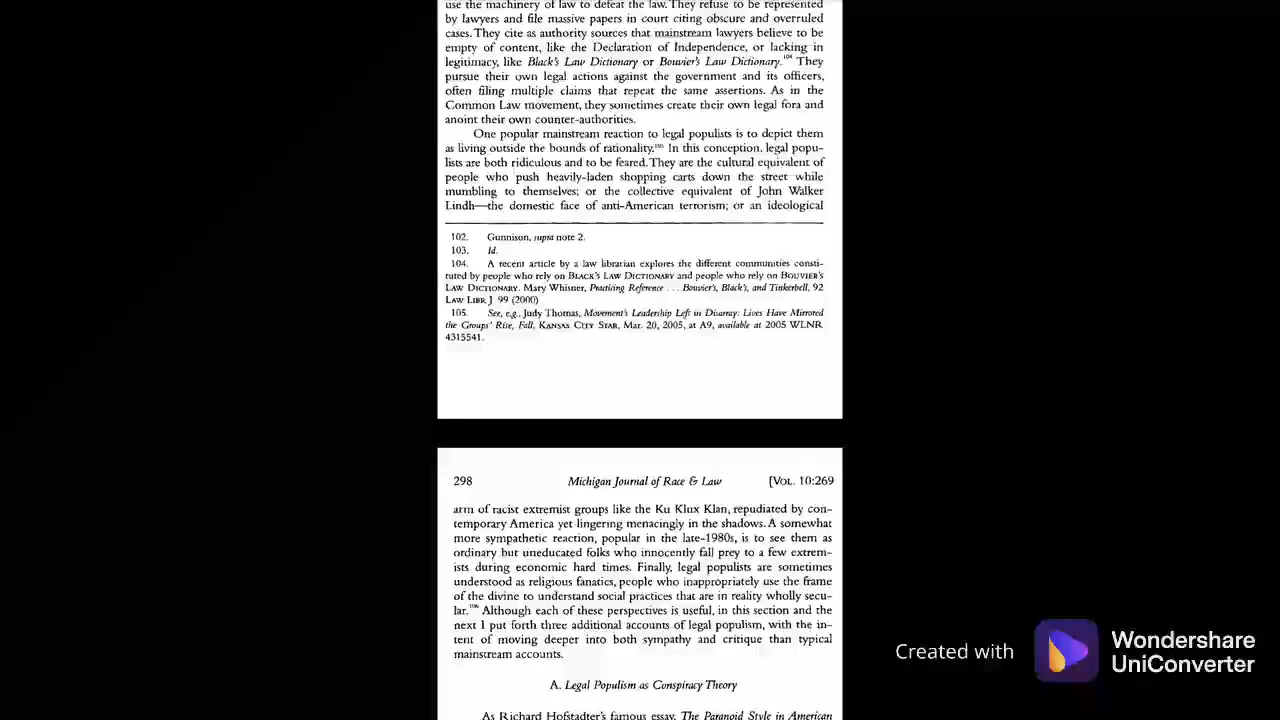 use the machinery of law to defeat the law. They refuse to be represented
by lawyers and file massive papers in court citing obscure and overruled
cases. They cite as authority sources that mainstream lawyers believe to be
empty of content, like the Declaration of Independence, or lacking in
legitimacy, like Black's Law Dictionary or Bouvier's Law Dictionary.104 They
pursue their own legal actions against the government and its officers,
often filing multiple claims that repeat the same assertions. As in the
Common Law movement, they sometimes create their own legal fora and
anoint their own counter-authorities.
One popular mainstream reaction to legal populists is to depict them
as living outside the bounds of rationality.105 In this conception, legal popu-
lists are both ridiculous and to be feared. They are the cultural equivalent of
people who push heavily-laden shopping carts down the street while
mumbling to themselves; or the collective equivalent of John Walker
Lindh—the domestic face of anti-American terrorism; or an ideological
102. Gunnison, supra note 2.
103. Id.
104. A recent article by a law librarian explores the different communities consti-
tuted by people who rely on BLACK'S LAW DICTIONARY and people who rely on BOUVIER'S
LAW DICTIONARY. Mary Whisner, Practicing Reference . . . Bouvier's, Black's, and Tinkerbell, 92
LAW LIBR. J 99 (2000)
105. See, e.g., Judy Thomas, Movement's Leadership Left in Disarray: Lives Have Mirrored
the Groups' Rise, Fall, KANSAS CITY STAR, Mar. 20, 2005, at A9, available at 2005 WLNR
4315541.
298 Michigan Journal of Race & Law [VOL. 10:269
arm of racist extremist groups like the Ku Klux Klan, repudiated by con-
temporary America yet lingering menacingly in the shadows. A somewhat
more sympathetic reaction, popular in the late-1980s, is to see them as
ordinary but uneducated folks who innocently fall prey to a few extrem-
ists during economic hard times. Finally, legal populists are sometimes
understood as religious fanatics, people who inappropriately use the frame
of the divine to understand social practices that are in reality wholly secu-
lar.106 Although each of these perspectives is useful, in this section and the
next I put forth three additional accounts of legal populism, with the in-
tent of moving deeper into both sympathy and critique than typical
mainstream accounts.
A. Legal Populism as Conspiracy Theory
As Richard Hofstadter's famous essay, The Paranoid Style in American
Created with Wondershare
UniConverter